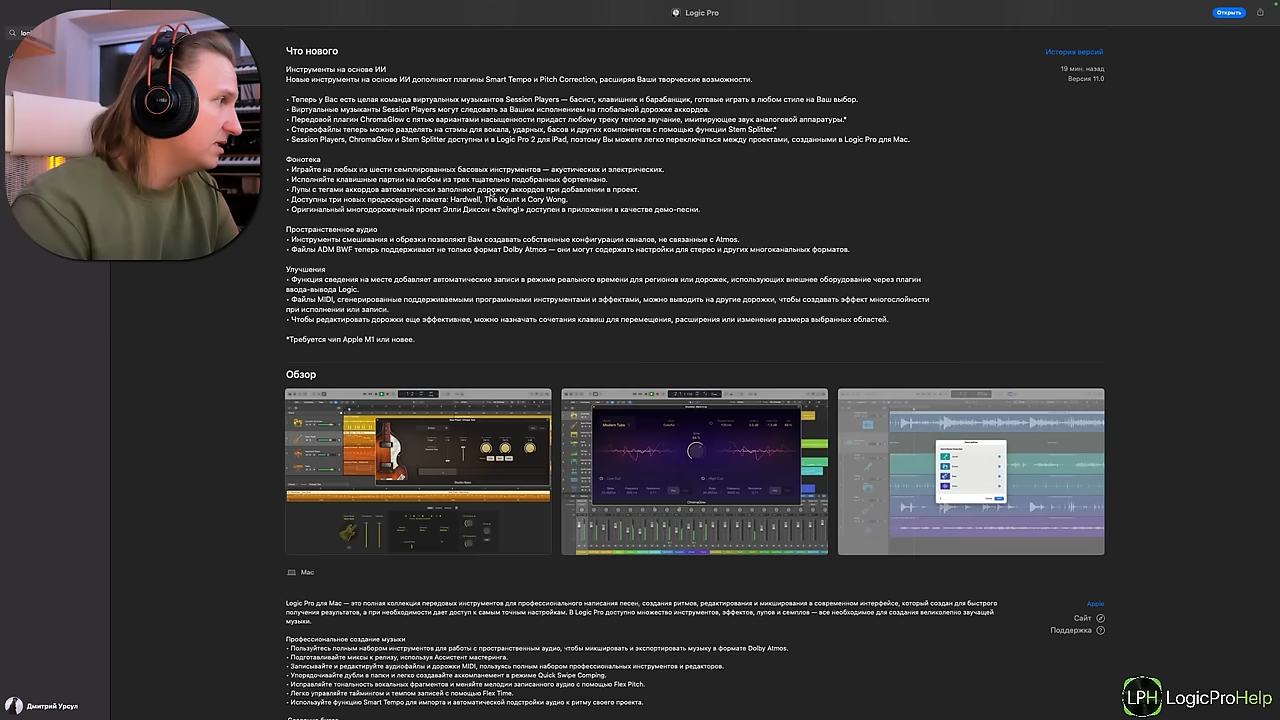 Logic Pro
Открыть
Что нового
История версий
Инструменты на основе ИИ
19 мин. назад
Новые инструменты на основе ИИ дополняют плагины Smart Tempo и Pitch Correction, расширяя Ваши творческие возможности.
Версия 11.0
• Теперь у Вас есть целая команда виртуальных музыкантов Session Players — басист, клавишник и барабанщик, готовые играть в любом стиле на Ваш выбор.
• Виртуальные музыканты Session Players могут следовать за Вашим исполнением на глобальной дорожке аккордов.
• Передовой плагин ChromaGlow с пятью вариантами насыщенности придаст любому треку теплое звучание, имитирующее звук аналоговой аппаратуры.*
• Стереофайлы теперь можно разделять на стэмы для вокала, ударных, басов и других компонентов с помощью функции Stem Splitter.*
• Session Players, ChromaGlow и Stem Splitter доступны и в Logic Pro 2 для iPad, поэтому Вы можете легко переключаться между проектами, созданными в Logic Pro для Mac.
Фонотека
• Играйте на любых из шести семплированных басовых инструментов — акустических и электрических.
• Исполняйте клавишные партии на любом из трех тщательно подобранных фортепиано.
• Лупы с тегами аккордов автоматически заполняют дорожку аккордов при добавлении в проект.
• Доступны три новых продюсерских пакета: Hardwell, The Kount и Cory Wong.
• Оригинальный многодорожечный проект Элли Диксон «Swing!» доступен в приложении в качестве демо-песни.
Пространственное аудио
• Инструменты смешивания и обрезки позволяют Вам создавать собственные конфигурации каналов, не связанные с Atmos.
• Файлы ADM BWF теперь поддерживают не только формат Dolby Atmos — они могут содержать настройки для стерео и других многоканальных форматов.
Улучшения
• Функция сведения на месте добавляет автоматические записи в режиме реального времени для регионов или дорожек, использующих внешнее оборудование через плагин
ввода-вывода Logic.
• Файлы MIDI, сгенерированные поддерживаемыми программными инструментами и эффектами, можно выводить на другие дорожки, чтобы создавать эффект многослойности
при исполнении или записи.
• Чтобы редактировать дорожки еще эффективнее, можно назначать сочетания клавиш для перемещения, расширения или изменения размера выбранных областей.
*Требуется чип Apple M1 или новее.
Обзор
Mac
Logic Pro для Mac — это полная коллекция передовых инструментов для профессионального написания песен, создания ритмов, редактирования и микширования в современном интерфейсе, который создан для быстрого
Apple
получения результатов, а при необходимости дает доступ к самым точным настройкам. В Logic Pro доступно множество инструментов, эффектов, лупов и семплов — все необходимое для создания великолепно звучащей
музыки.
Сайт
Поддержка
Профессиональное создание музыки
• Пользуйтесь полным набором инструментов для работы с пространственным аудио, чтобы микшировать и экспортировать музыку в формате Dolby Atmos.
• Подготавливайте миксы к релизу, используя Ассистент мастеринга.
• Записывайте и редактируйте аудиофайлы и дорожки MIDI, пользуясь полным набором профессиональных инструментов и редакторов.
• Упорядочивайте дубли в папки и легко создавайте аккомпанемент в режиме Quick Swipe Comping.
• Исправляйте тональность вокальных фрагментов и меняйте мелодии записанного аудио с помощью Flex Pitch.
• Легко управляйте таймингом и темпом записей с помощью Flex Time.
• Используйте функцию Smart Tempo для импорта и автоматической подстройки аудио к ритму своего проекта.
Дмитрий Урсул
LPH LogicProHelp